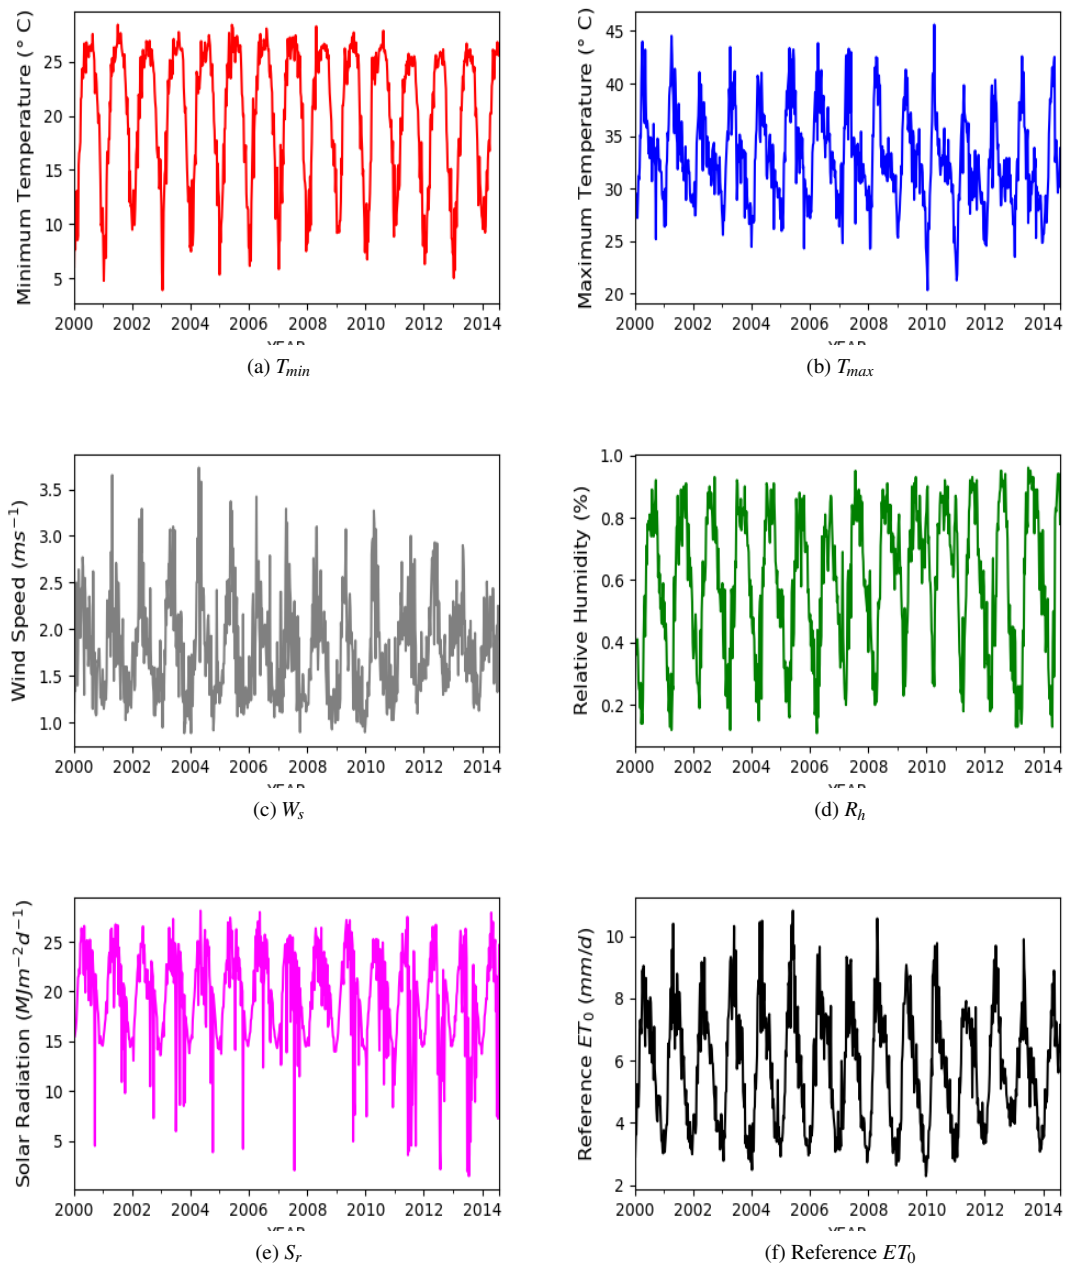 Minimum Temperature (° C)
25
20
15
10
5
2000 2002 2004 2006 2008 2010 2012 2014
YEAR
(a) Tmin
Maximum Temperature (° C)
45
40
35
30
25
20
2000 2002 2004 2006 2008 2010 2012 2014
YEAR
(b) Tmax
Wind Speed (ms⁻¹)
3.5
3.0
2.5
2.0
1.5
1.0
2000 2002 2004 2006 2008 2010 2012 2014
YEAR
(c) Ws
Relative Humidity (%)
1.0
0.8
0.6
0.4
0.2
2000 2002 2004 2006 2008 2010 2012 2014
YEAR
(d) Rh
Solar Radiation (MJm⁻²d⁻¹)
25
20
15
10
5
2000 2002 2004 2006 2008 2010 2012 2014
YEAR
(e) Sr
Reference ET₀ (mm/d)
10
8
6
4
2
2000 2002 2004 2006 2008 2010 2012 2014
YEAR
(f) Reference ET₀